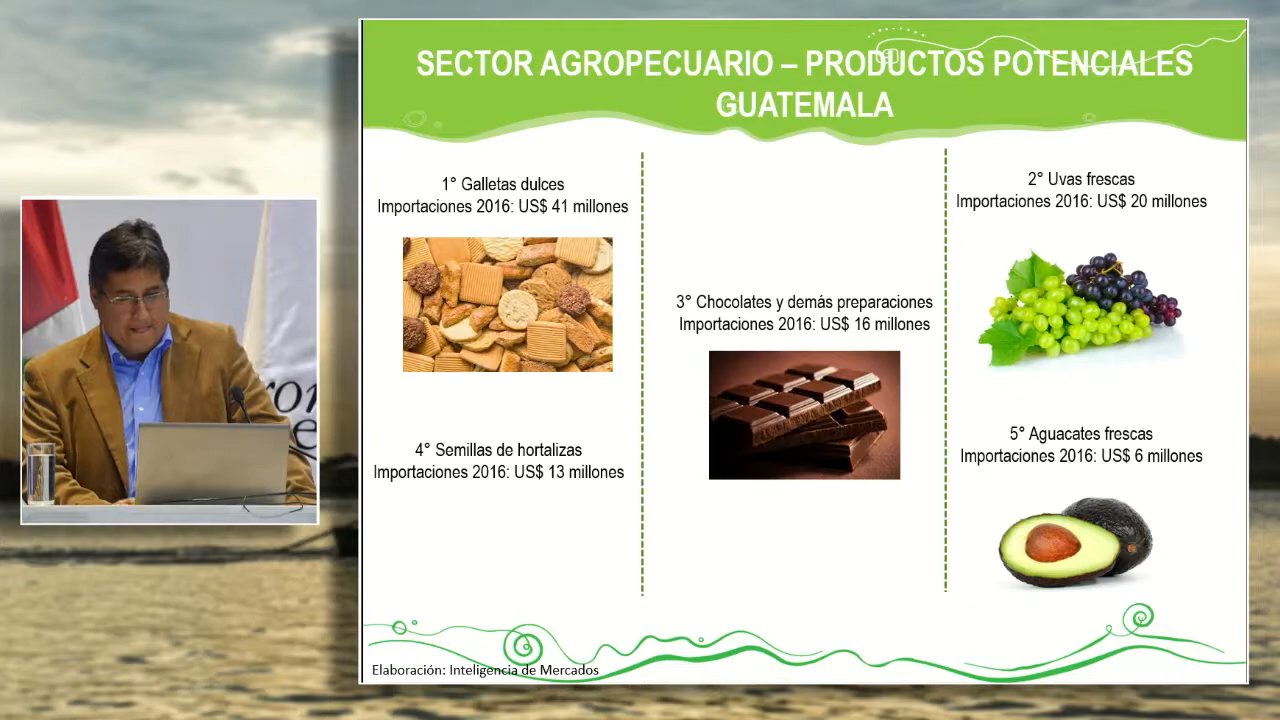 SECTOR AGROPECUARIO – PRODUCTOS POTENCIALES
GUATEMALA
1° Galletas dulces
Importaciones 2016: US$ 41 millones
2° Uvas frescas
Importaciones 2016: US$ 20 millones
3° Chocolates y demás preparaciones
Importaciones 2016: US$ 16 millones
4° Semillas de hortalizas
Importaciones 2016: US$ 13 millones
5° Aguacates frescas
Importaciones 2016: US$ 6 millones
Elaboración: Inteligencia de Mercados